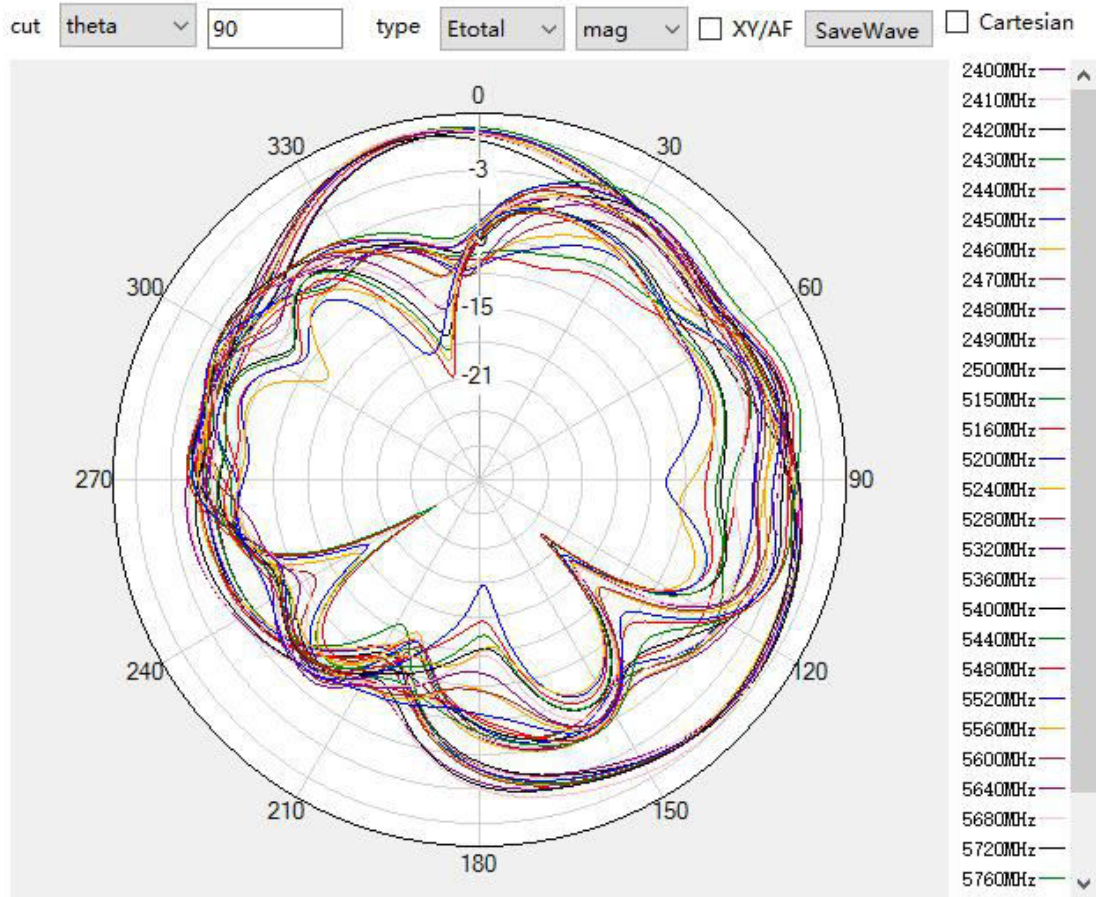 cut theta 90 type Etotal mag XY/AF SaveWave Cartesian
0
330 30
-3
300 60
-15
-21
270 90
240 120
210 150
180
2400MHz
2410MHz
2420MHz
2430MHz
2440MHz
2450MHz
2460MHz
2470MHz
2480MHz
2490MHz
2500MHz
5150MHz
5160MHz
5200MHz
5240MHz
5280MHz
5320MHz
5360MHz
5400MHz
5440MHz
5480MHz
5520MHz
5560MHz
5600MHz
5640MHz
5680MHz
5720MHz
5760MHz